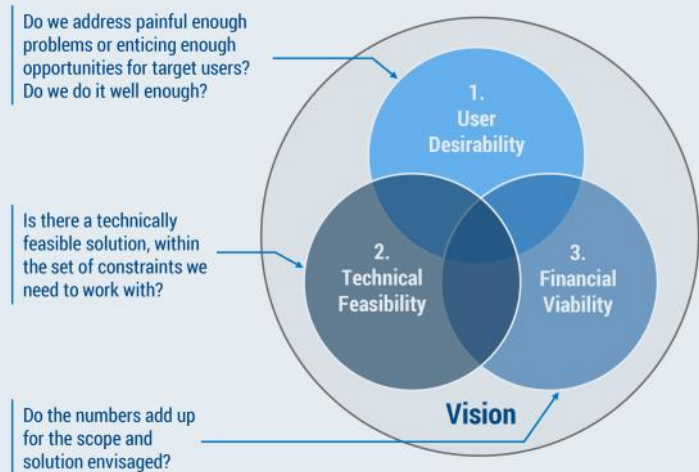 Do we address painful enough
problems or enticing enough
opportunities for target users?
Do we do it well enough?
1.
User
Desirability
Is there a technically
feasible solution, within
the set of constraints we
need to work with?
2.
Technical
Feasibility
3.
Financial
Viability
Do the numbers add up
for the scope and
solution envisaged?
Vision